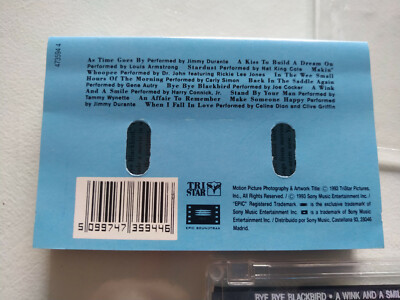 473594 4
As Time Goes By Performed by Jimmy Durante A Kiss To Build A Dream On
Performed by Louis Armstrong Stardust Performed by Nat King Cole Makin'
Whoopee Performed by Dr. John featuring Rickie Lee Jones In The Wee Small
Hours Of The Morning Performed by Carly Simon Back In The Saddle Again
Performed by Gene Autry Bye Bye Blackbird Performed by Joe Cocker A Wink
And A Smile Performed by Harry Connick, Jr. Stand By Your Man Performed by
Tammy Wynette An Affair To Remember Make Someone Happy Performed
by Jimmy Durante When I Fall In Love Performed by Celine Dion and Clive Griffin
TRI
STAR
EPIC SOUNDTRAX
Motion Picture Photography & Artwork Title: © 1993 TriStar Pictures,
Inc., All Rights Reserved. / ℗ 1993 Sony Music Entertainment Inc. /
"EPIC" Registered Trademark is the exclusive trademark of
Sony Music Entertainment Inc. is a trademark of Sony Music
Entertainment Inc. / Distribuido por Sony Music, Castellana 93, 28046
Madrid.
5 099747 359446
BYE BYE BLACKBIRD • A WINK AND A SMIL